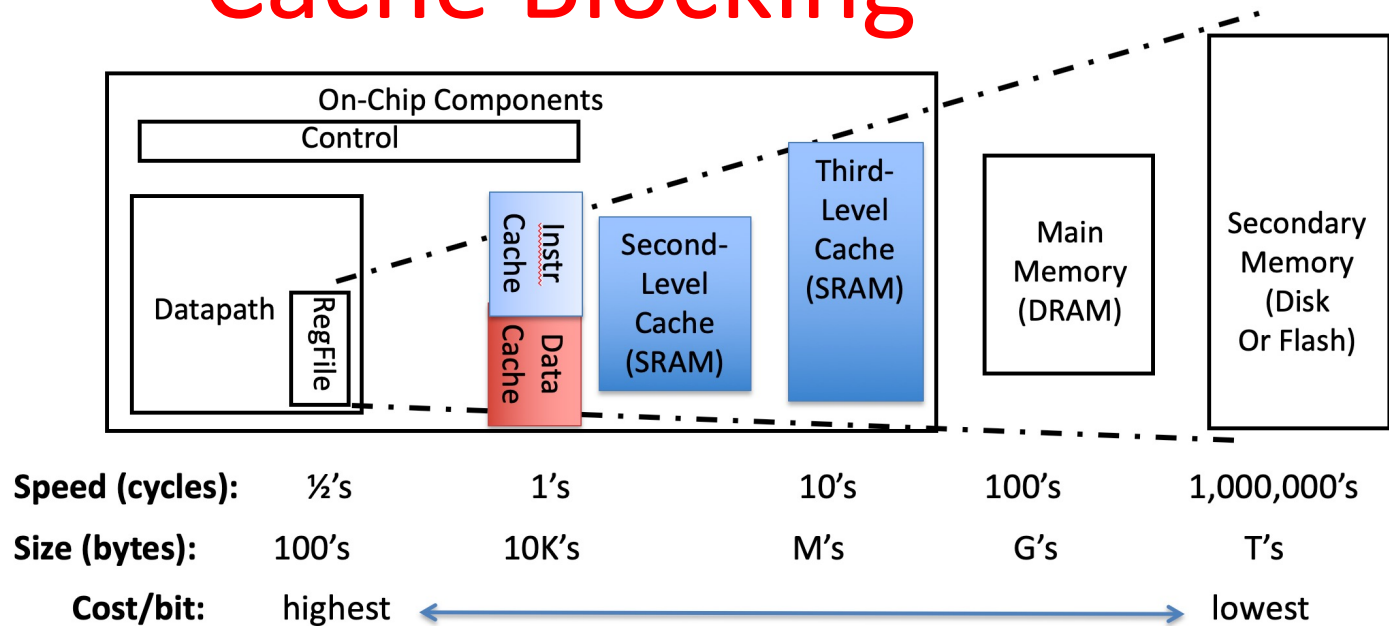 Cache Blocking
On-Chip Components
Control
Datapath
RegFile
Instr
Cache
Data
Cache
Second-
Level
Cache
(SRAM)
Third-
Level
Cache
(SRAM)
Main
Memory
(DRAM)
Secondary
Memory
(Disk
Or Flash)
Speed (cycles): ½'s 1's 10's 100's 1,000,000's
Size (bytes): 100's 10K's M's G's T's
Cost/bit: highest lowest